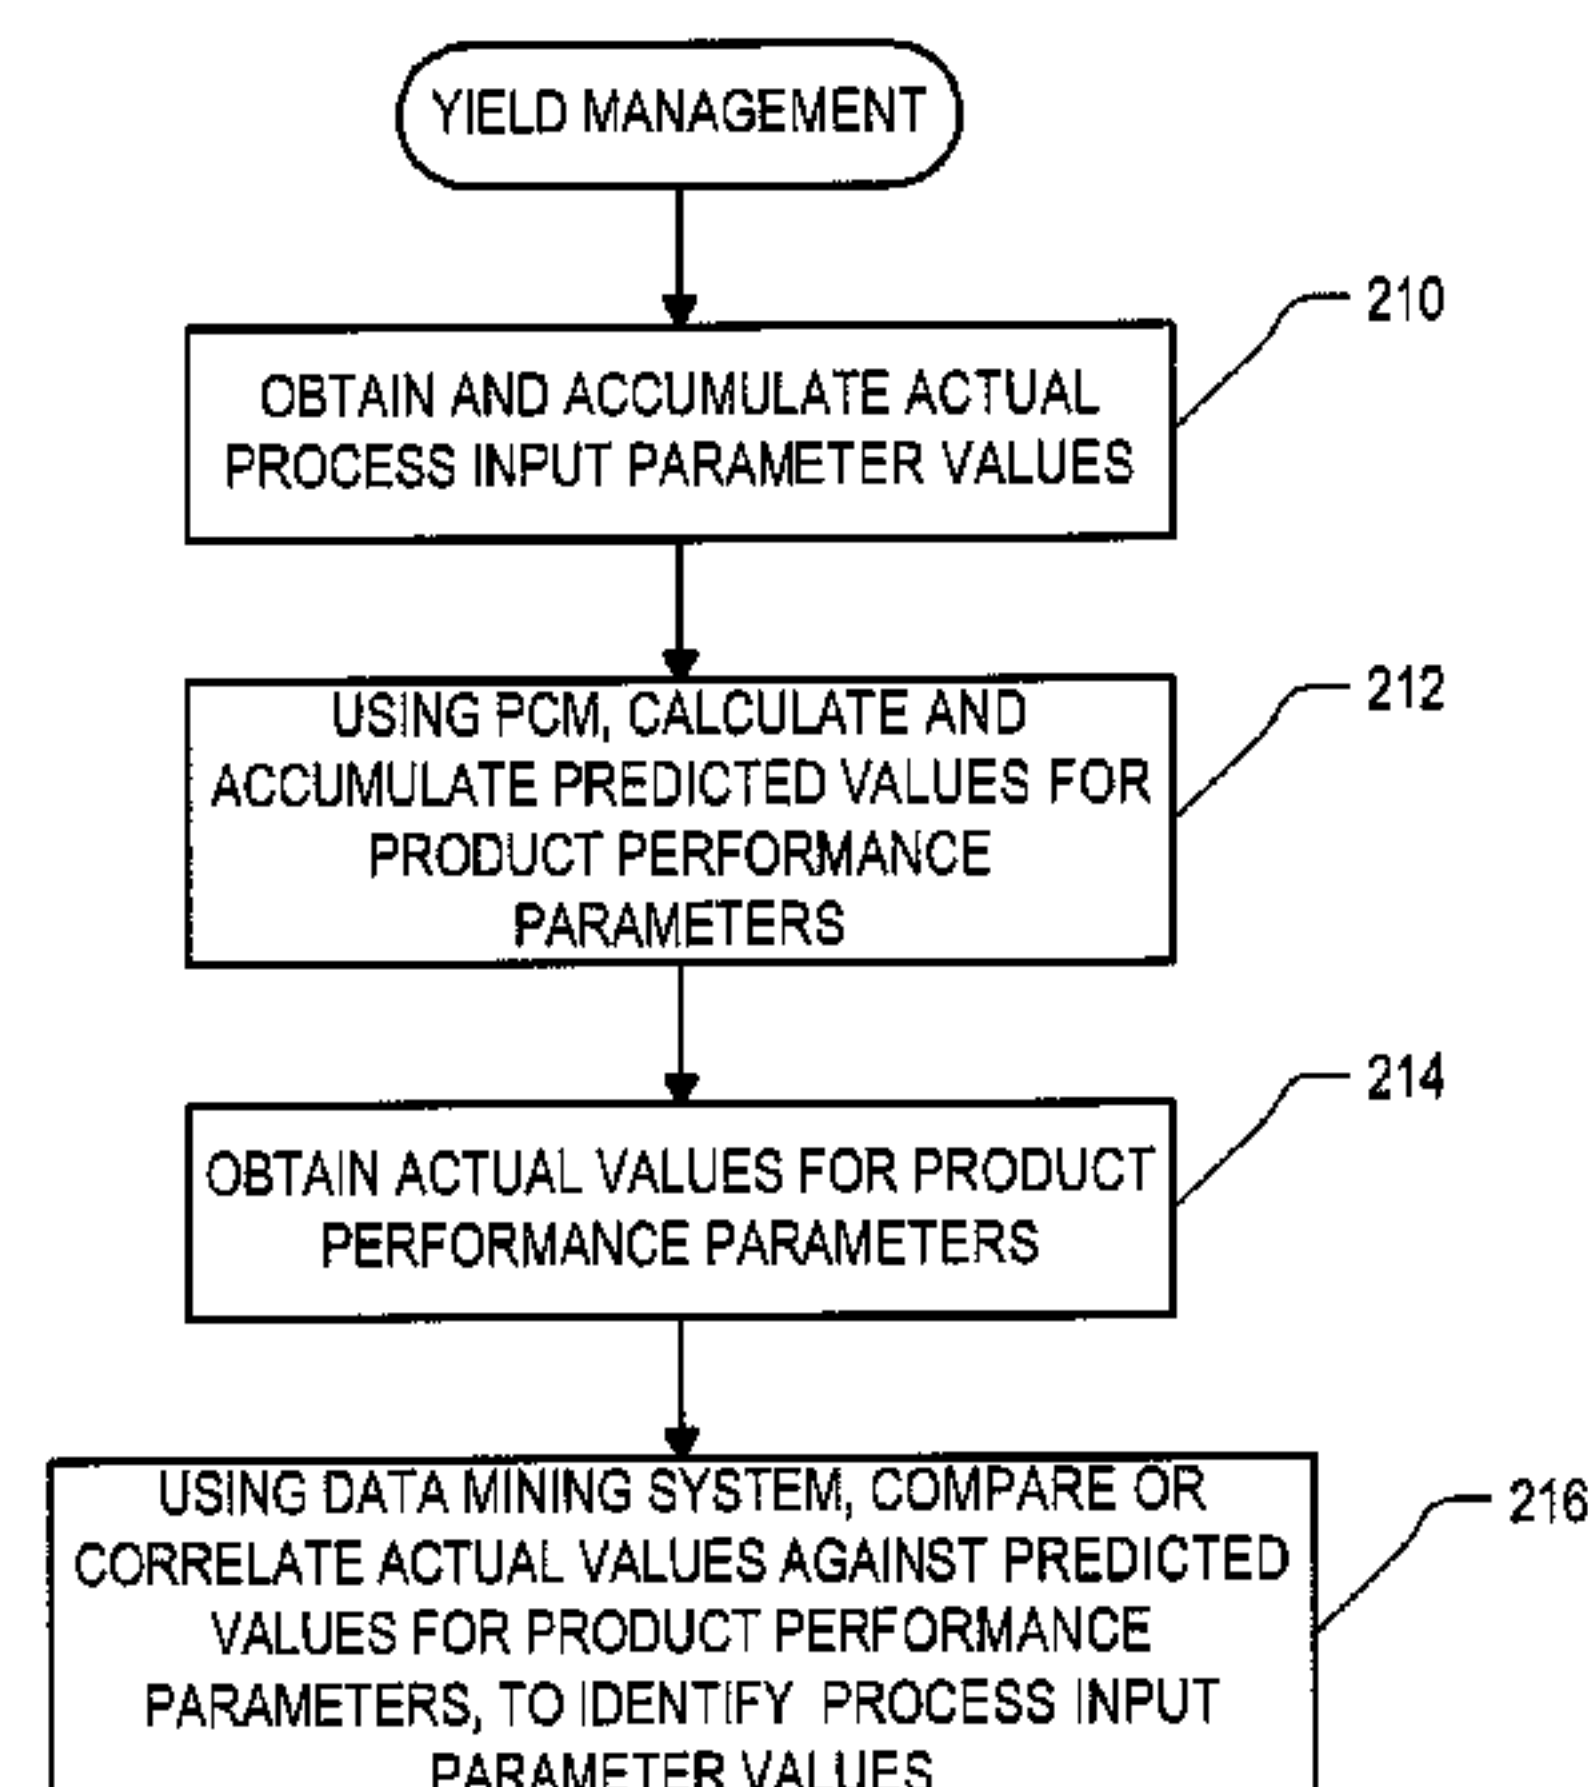 YIELD MANAGEMENT
210
OBTAIN AND ACCUMULATE ACTUAL
PROCESS INPUT PARAMETER VALUES
212
USING PCM, CALCULATE AND
ACCUMULATE PREDICTED VALUES FOR
PRODUCT PERFORMANCE
PARAMETERS
214
OBTAIN ACTUAL VALUES FOR PRODUCT
PERFORMANCE PARAMETERS
216
USING DATA MINING SYSTEM, COMPARE OR
CORRELATE ACTUAL VALUES AGAINST PREDICTED
VALUES FOR PRODUCT PERFORMANCE
PARAMETERS, TO IDENTIFY PROCESS INPUT
PARAMETER VALUES